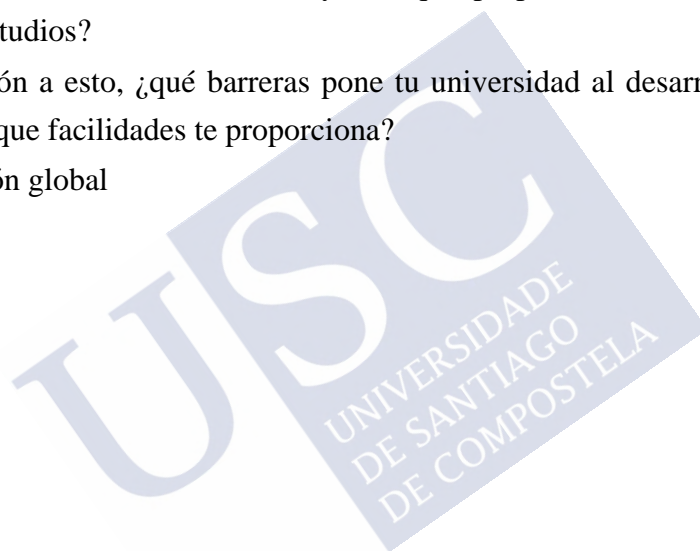 tudios?
ón a esto, ¿qué barreras pone tu universidad al desarr
que facilidades te proporciona?
ón global
USC
UNIVERSIDADE
DE SANTIAGO
DE COMPOSTELA